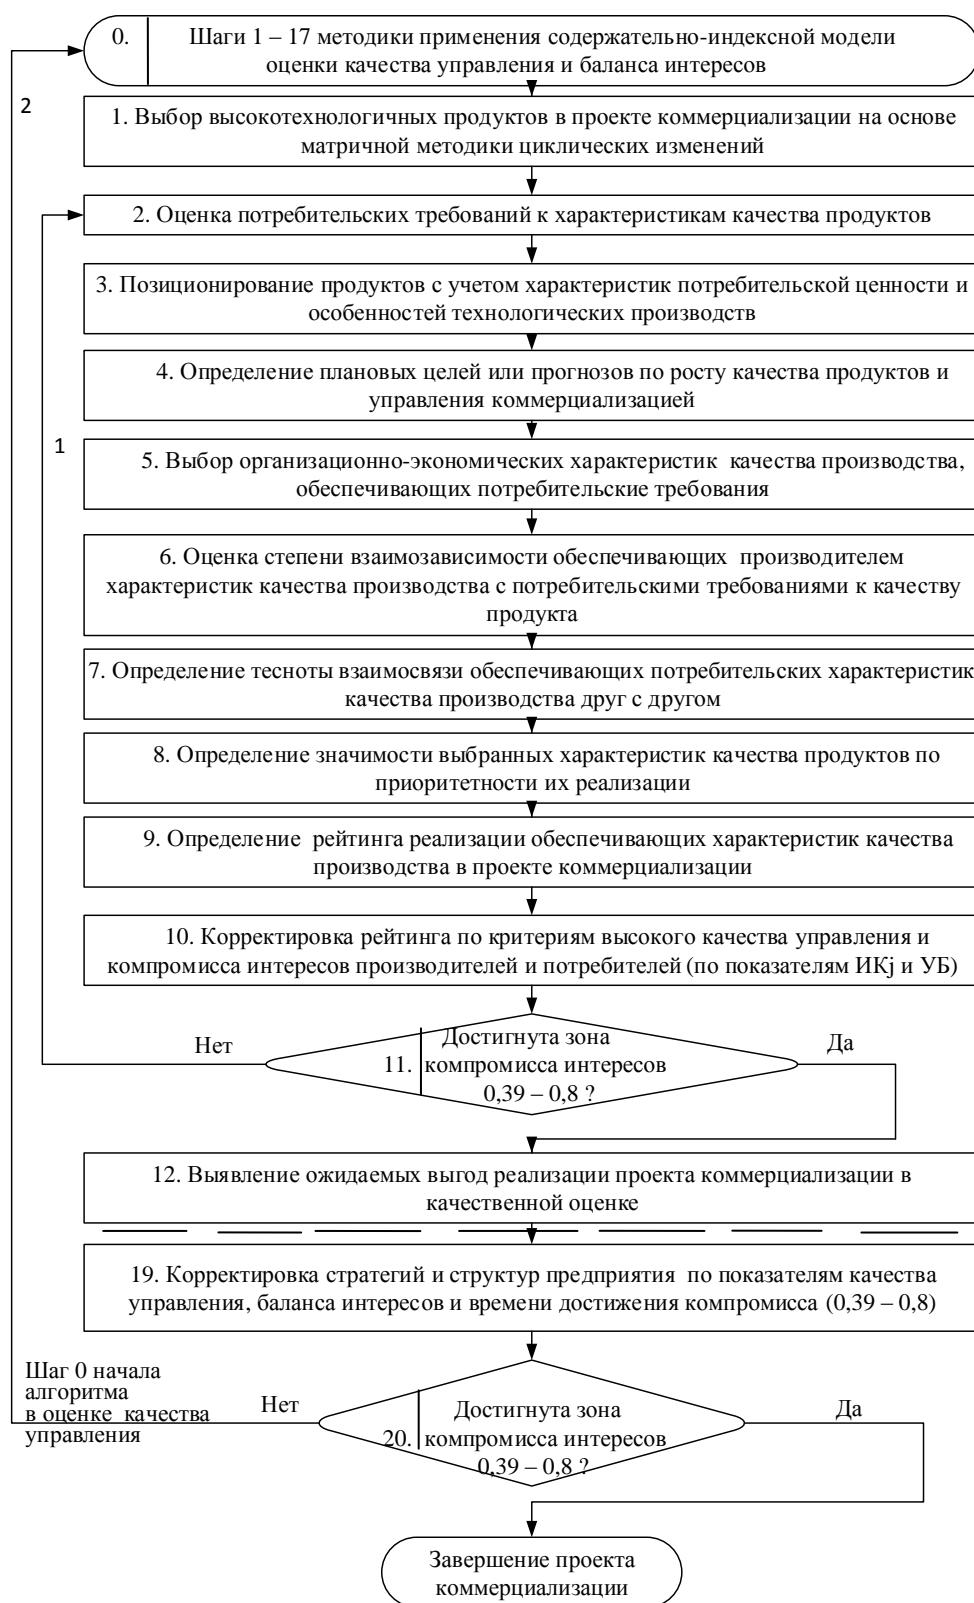 0. Шаги 1 – 17 методики применения содержательно-индексной модели
оценки качества управления и баланса интересов
2
1. Выбор высокотехнологичных продуктов в проекте коммерциализации на основе
матричной методики циклических изменений
2. Оценка потребительских требований к характеристикам качества продуктов
3. Позиционирование продуктов с учетом характеристик потребительской ценности и
особенностей технологических производств
4. Определение плановых целей или прогнозов по росту качества продуктов и
управления коммерциализацией
1
5. Выбор организационно-экономических характеристик качества производства,
обеспечивающих потребительские требования
6. Оценка степени взаимозависимости обеспечивающих производителем
характеристик качества производства с потребительскими требованиями к качеству
продукта
7. Определение тесноты взаимосвязи обеспечивающих потребительских характеристик
качества производства друг с другом
8. Определение значимости выбранных характеристик качества продуктов по
приоритетности их реализации
9. Определение рейтинга реализации обеспечивающих характеристик качества
производства в проекте коммерциализации
10. Корректировка рейтинга по критериям высокого качества управления и
компромисса интересов производителей и потребителей (по показателям ИКj и УБ)
Нет
Достигнута зона
11. компромисса интересов
0,39 – 0,8 ?
Да
12. Выявление ожидаемых выгод реализации проекта коммерциализации в
качественной оценке
19. Корректировка стратегий и структур предприятия по показателям качества
управления, баланса интересов и времени достижения компромисса (0,39 – 0,8)
Шаг 0 начала
алгоритма
в оценке качества
управления
Нет
Достигнута зона
20. компромисса интересов
0,39 – 0,8 ?
Да
Завершение проекта
коммерциализации